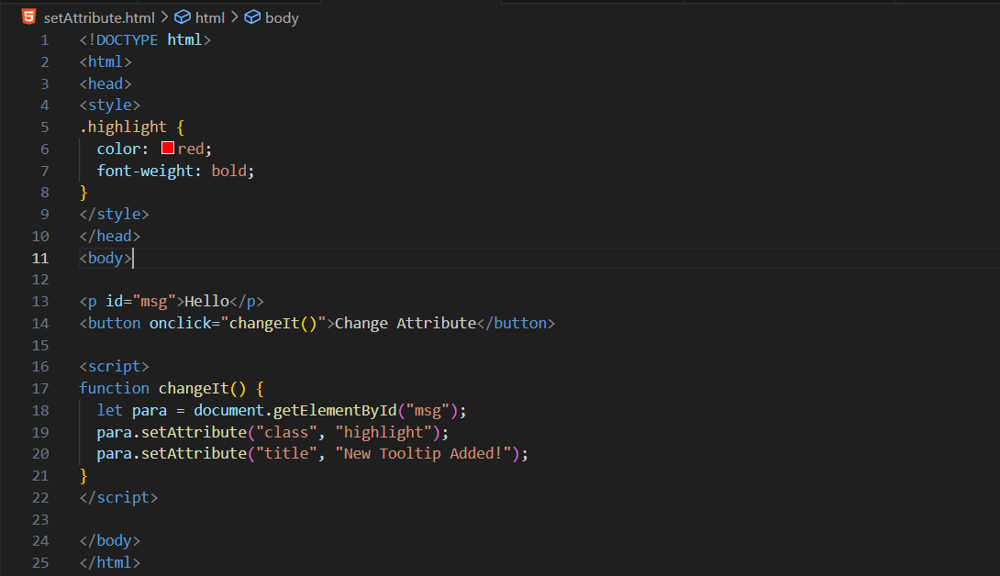 setAttribute.html > html > body
1 <!DOCTYPE html>
2 <html>
3 <head>
4 <style>
5 .highlight {
6   color: red;
7   font-weight: bold;
8 }
9 </style>
10 </head>
11 <body>
12
13 <p id="msg">Hello</p>
14 <button onclick="changeIt()">Change Attribute</button>
15
16 <script>
17 function changeIt() {
18   let para = document.getElementById("msg");
19   para.setAttribute("class", "highlight");
20   para.setAttribute("title", "New Tooltip Added!");
21 }
22 </script>
23
24 </body>
25 </html>